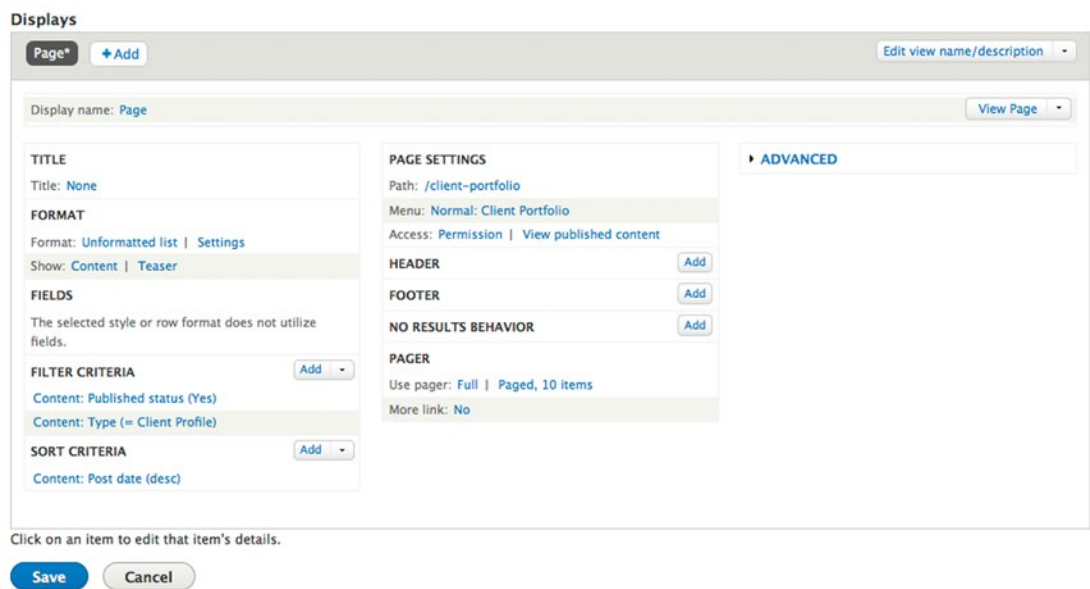 Displays
Page* +Add Edit view name/description
Display name: Page View Page
TITLE
Title: None
FORMAT
Format: Unformatted list | Settings
Show: Content | Teaser
FIELDS
The selected style or row format does not utilize
fields.
FILTER CRITERIA Add
Content: Published status (Yes)
Content: Type (= Client Profile)
SORT CRITERIA Add
Content: Post date (desc)
PAGE SETTINGS
Path: /client-portfolio
Menu: Normal: Client Portfolio
Access: Permission | View published content
HEADER Add
FOOTER Add
NO RESULTS BEHAVIOR Add
PAGER
Use pager: Full | Paged, 10 items
More link: No
ADVANCED
Click on an item to edit that item's details.
Save Cancel